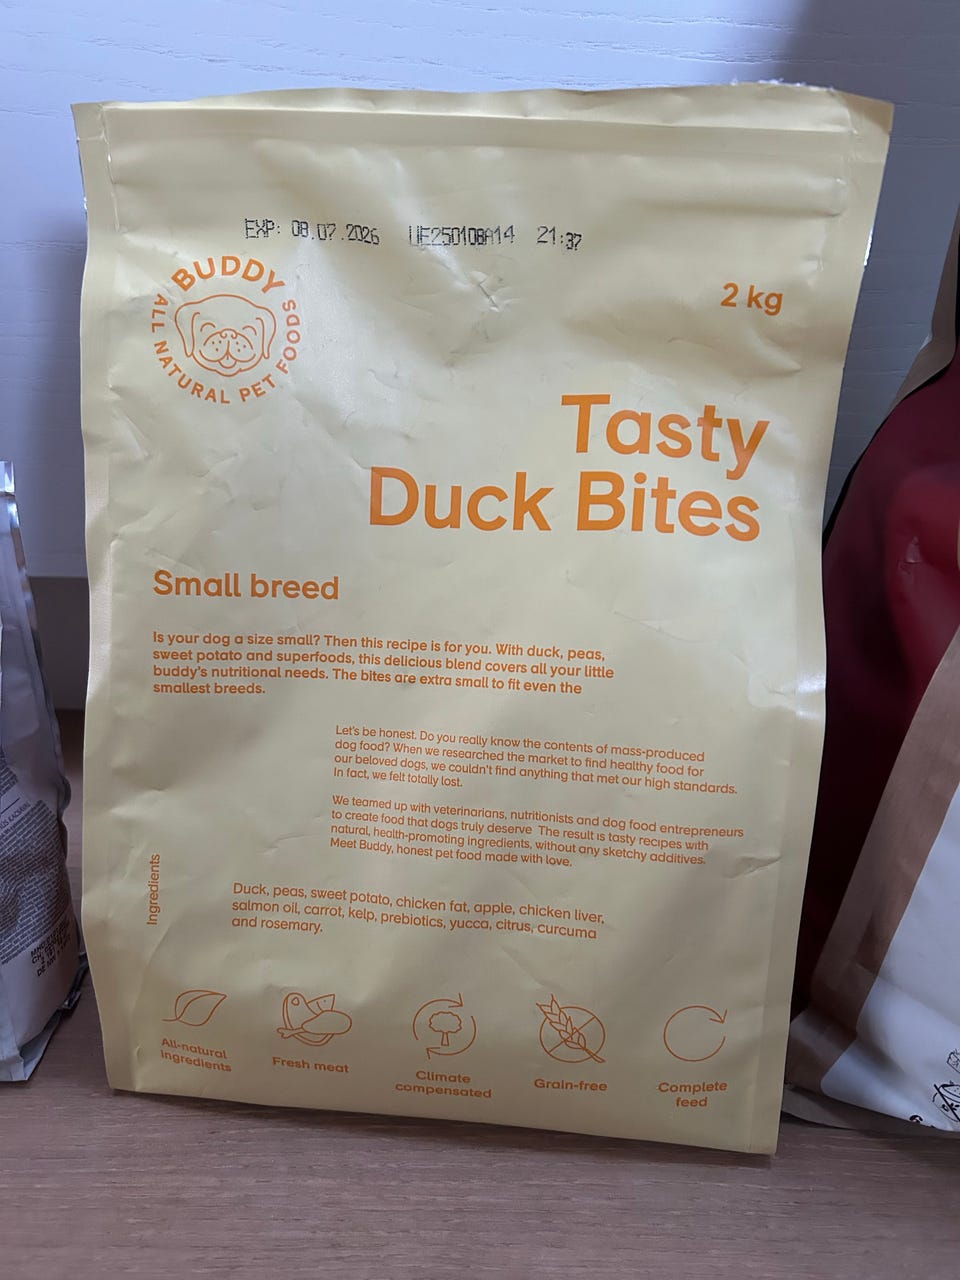 EXP: 08.07.2026 UE250108A14 21:37
BUDDY
ALL NATURAL PET FOODS
2 kg
Tasty
Duck Bites
Small breed
Is your dog a size small? Then this recipe is for you. With duck, peas,
sweet potato and superfoods, this delicious blend covers all your little
buddy's nutritional needs. The bites are extra small to fit even the
smallest breeds.
Let's be honest. Do you really know the contents of mass-produced
dog food? When we researched the market to find healthy food for
our beloved dogs, we couldn't find anything that met our high standards.
In fact, we felt totally lost.
We teamed up with veterinarians, nutritionists and dog food entrepreneurs
to create food that dogs truly deserve The result is tasty recipes with
natural, health-promoting ingredients, without any sketchy additives.
Meet Buddy, honest pet food made with love.
Ingredients
Duck, peas, sweet potato, chicken fat, apple, chicken liver,
salmon oil, carrot, kelp, prebiotics, yucca, citrus, curcuma
and rosemary.
All-natural
ingredients
Fresh meat
Climate
compensated
Grain-free
Complete
feed